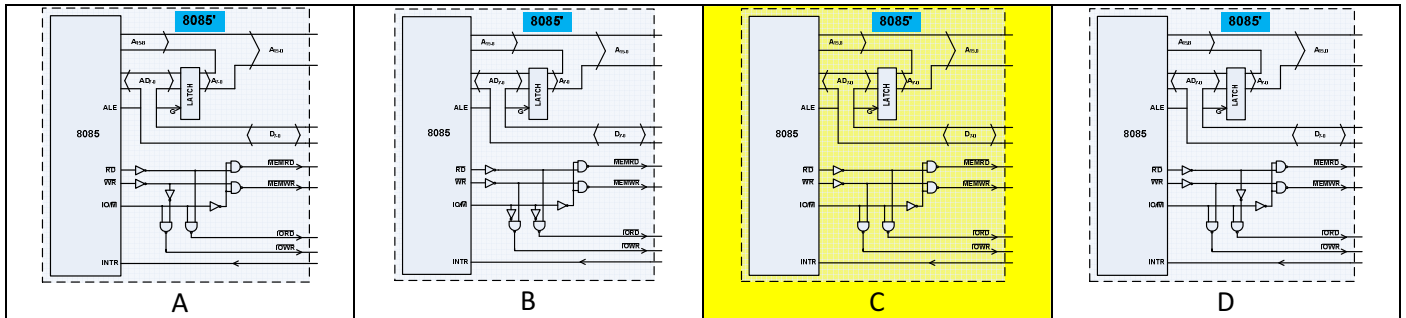 8085'
A15-0
A15-0
AD7-0
A7-0
LATCH
G
ALE
8085
D7-0
RD
MEMRD
WR
MEMWR
IO/M
IORD
IOWR
INTR
A
8085'
A15-0
A15-0
AD7-0
A7-0
LATCH
G
ALE
8085
D7-0
RD
MEMRD
WR
MEMWR
IO/M
IORD
IOWR
INTR
B
8085'
A15-0
A15-0
AD7-0
A7-0
LATCH
G
ALE
8085
D7-0
RD
MEMRD
WR
MEMWR
IO/M
IORD
IOWR
INTR
C
8085'
A15-0
A15-0
AD7-0
A7-0
LATCH
G
ALE
8085
D7-0
RD
MEMRD
WR
MEMWR
IO/M
IORD
IOWR
INTR
D